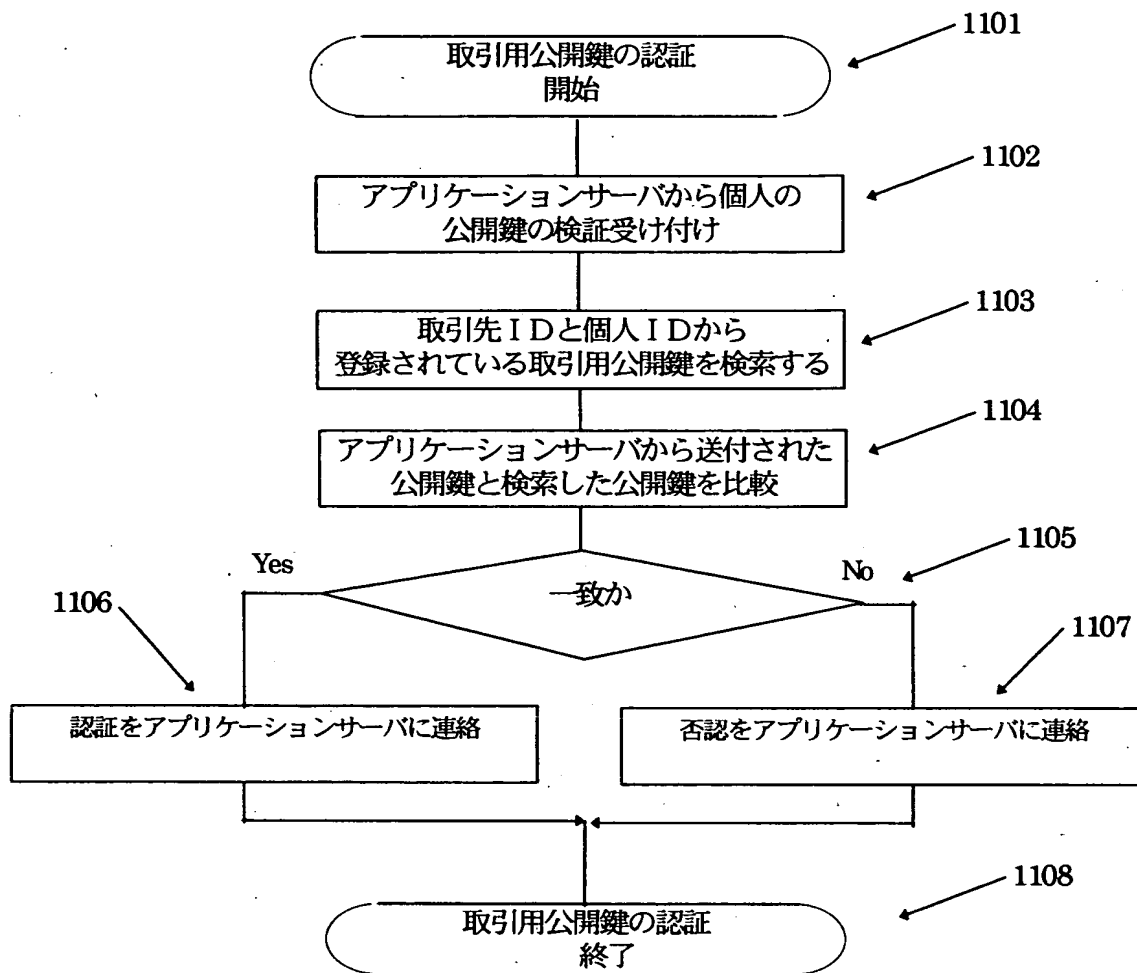 1101
取引用公開鍵の認証
開始
1102
アプリケーションサーバから個人の
公開鍵の検証受け付け
1103
取引先ＩＤと個人ＩＤから
登録されている取引用公開鍵を検索する
1104
アプリケーションサーバから送付された
公開鍵と検索した公開鍵を比較
1105
Yes
一致か
No
1106
1107
認証をアプリケーションサーバに連絡
否認をアプリケーションサーバに連絡
1108
取引用公開鍵の認証
終了